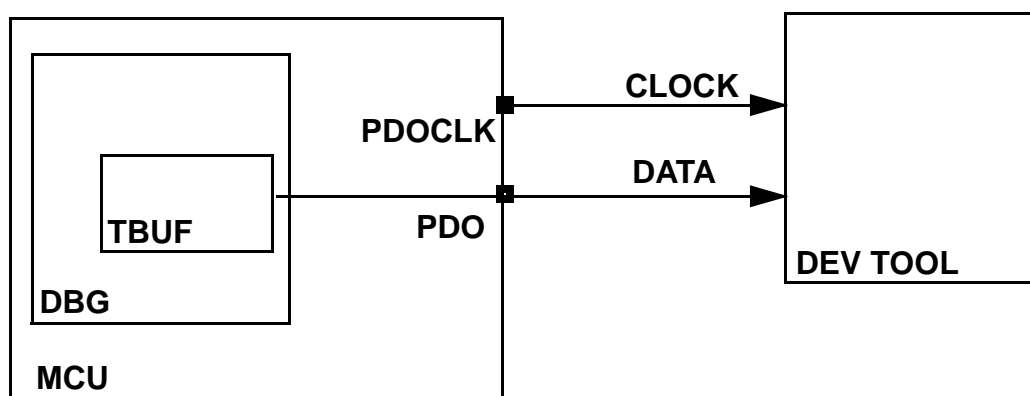 CLOCK
PDOCLK
DATA
TBUF
PDO
DEV TOOL
DBG
MCU